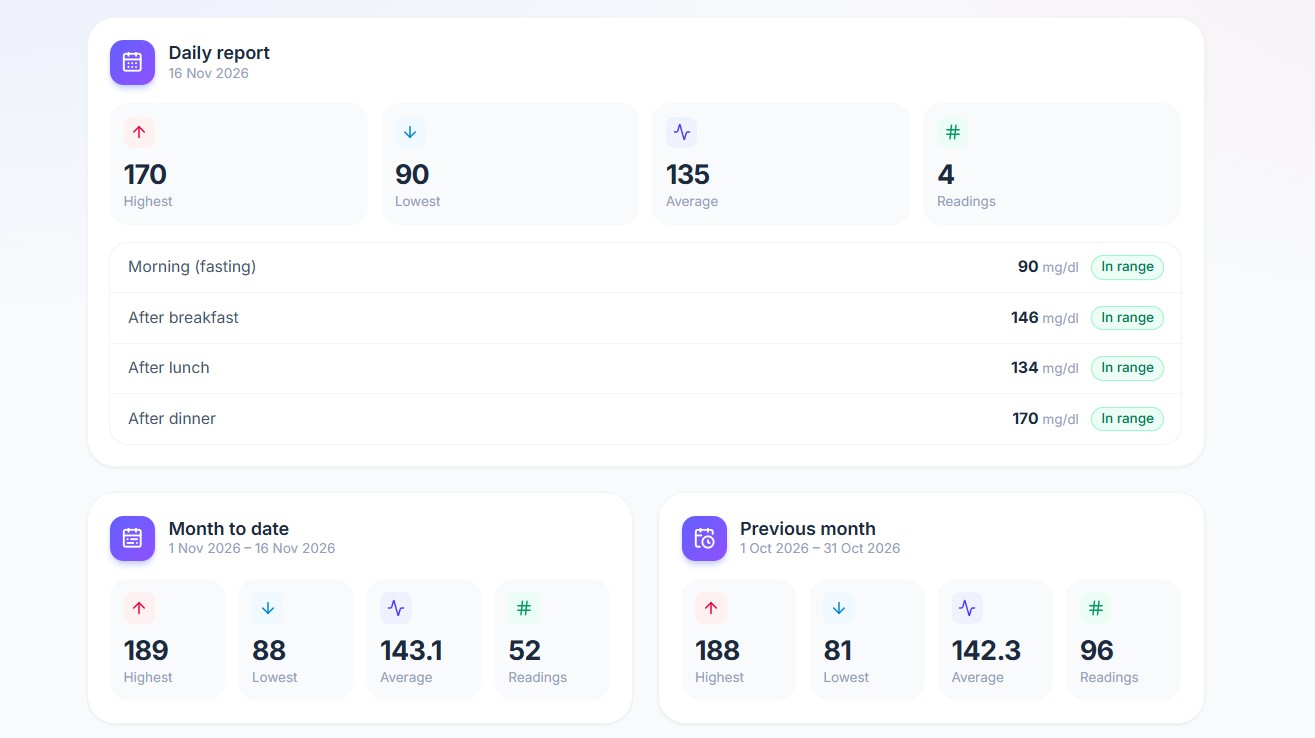 Daily report
16 Nov 2026
170
Highest
90
Lowest
135
Average
4
Readings
Morning (fasting) 90 mg/dl In range
After breakfast 146 mg/dl In range
After lunch 134 mg/dl In range
After dinner 170 mg/dl In range
Month to date
1 Nov 2026 – 16 Nov 2026
189
Highest
88
Lowest
143.1
Average
52
Readings
Previous month
1 Oct 2026 – 31 Oct 2026
188
Highest
81
Lowest
142.3
Average
96
Readings